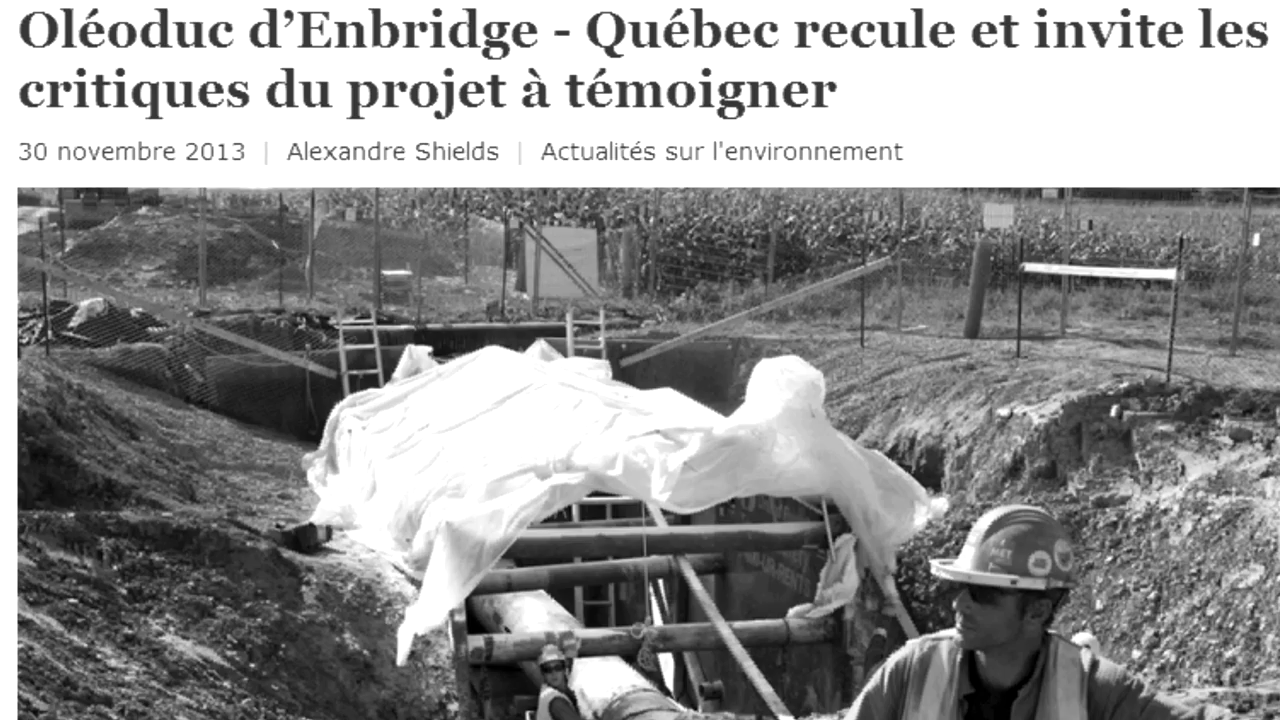 Oléoduc d’Enbridge - Québec recule et invite les
critiques du projet à témoigner
30 novembre 2013 | Alexandre Shields | Actualités sur l'environnement